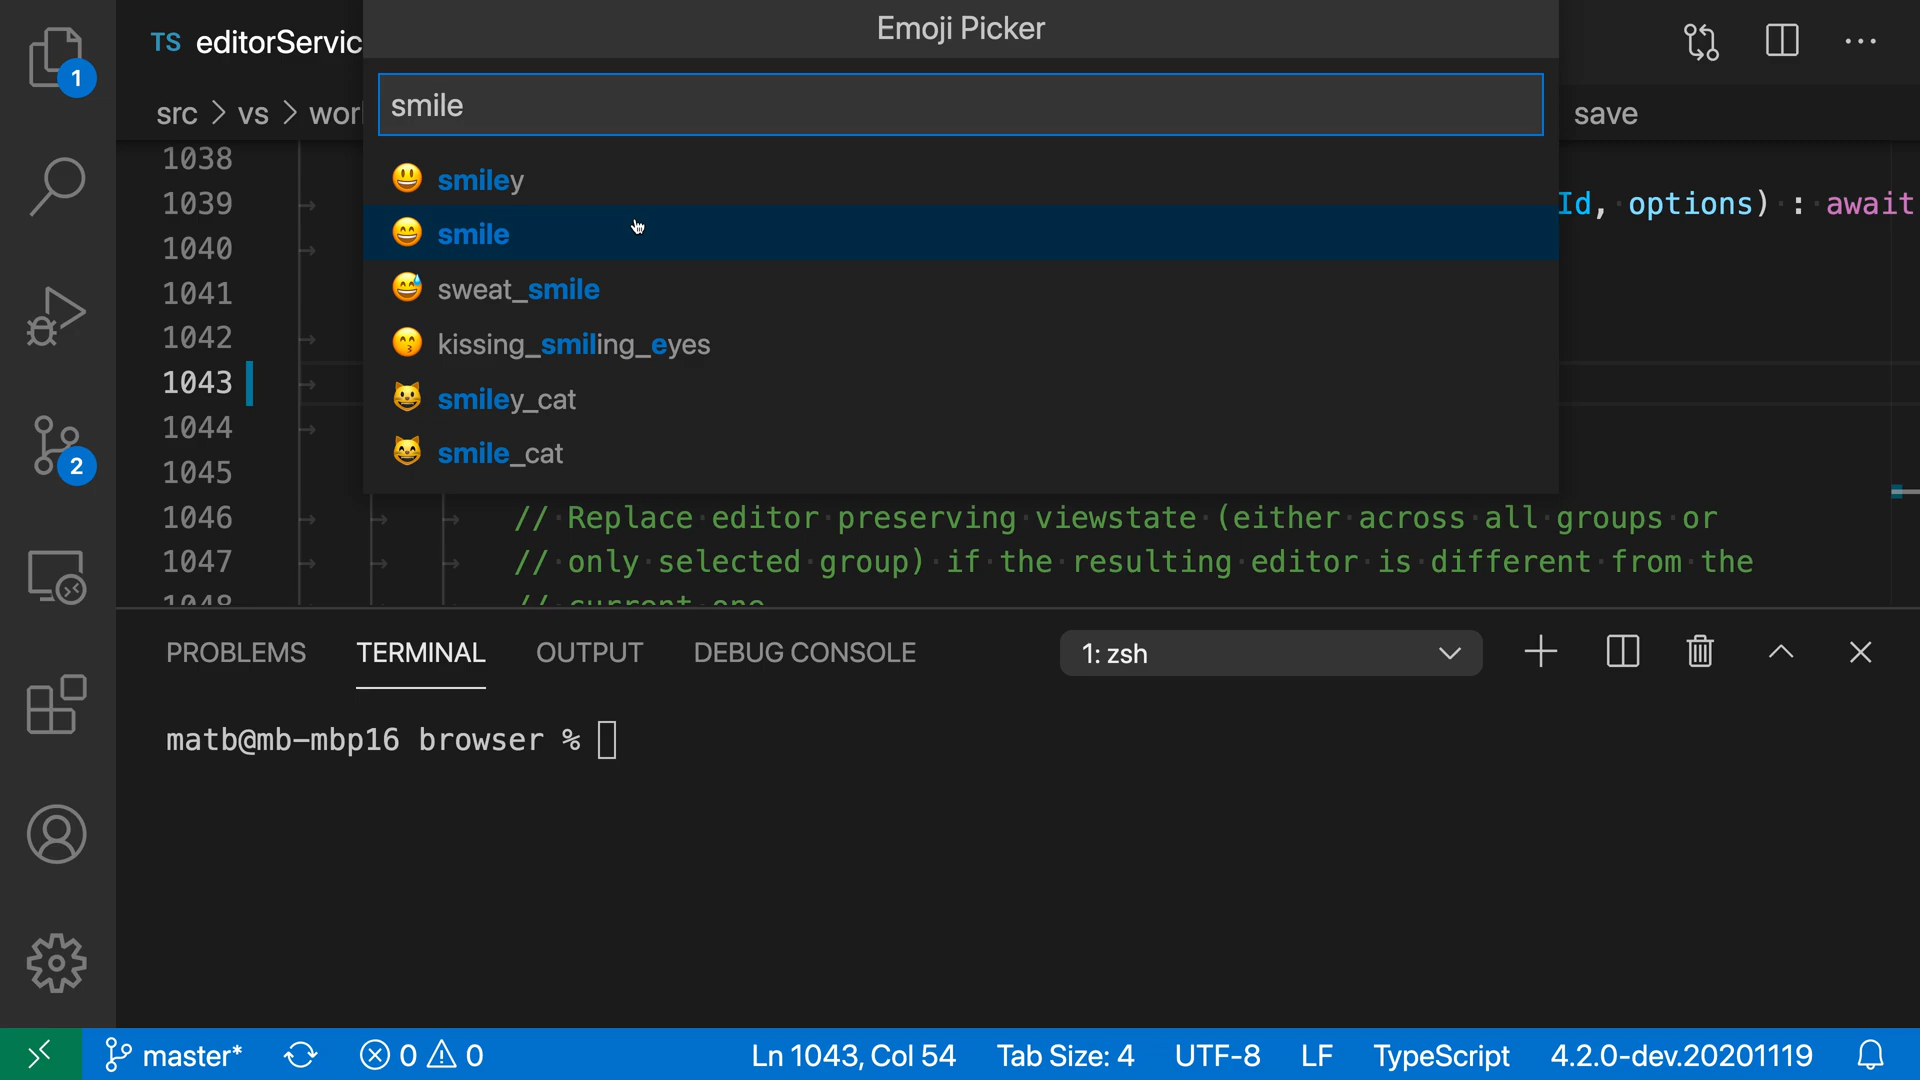 1
TS editorServic
Emoji Picker
src > vs > wor
smile
save
smiley
smile
sweat_smile
kissing_smiling_eyes
smiley_cat
smile_cat
1038
1039
Id, options) : await
1040
1041
1042
1043
1044
1045
1046 // Replace editor preserving viewstate (either across all groups or
1047 // only selected group) if the resulting editor is different from the
1048 // current one
2
PROBLEMS TERMINAL OUTPUT DEBUG CONSOLE 1: zsh
matb@mb-mbp16 browser %
master* 0 0 Ln 1043, Col 54 Tab Size: 4 UTF-8 LF TypeScript 4.2.0-dev.20201119